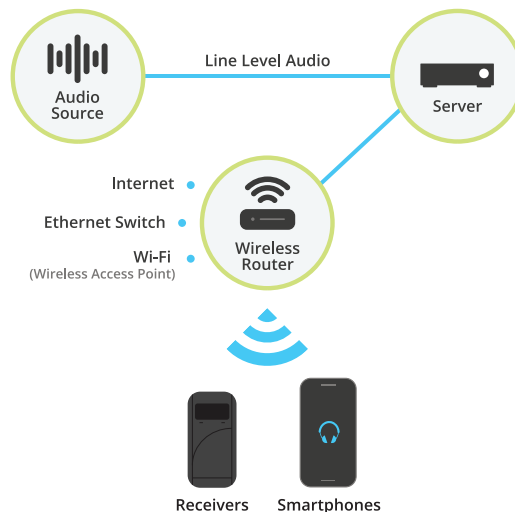 Line Level Audio
Audio
Source
Server
Internet
Ethernet Switch
Wi-Fi
(Wireless Access Point)
Wireless
Router
Receivers
Smartphones